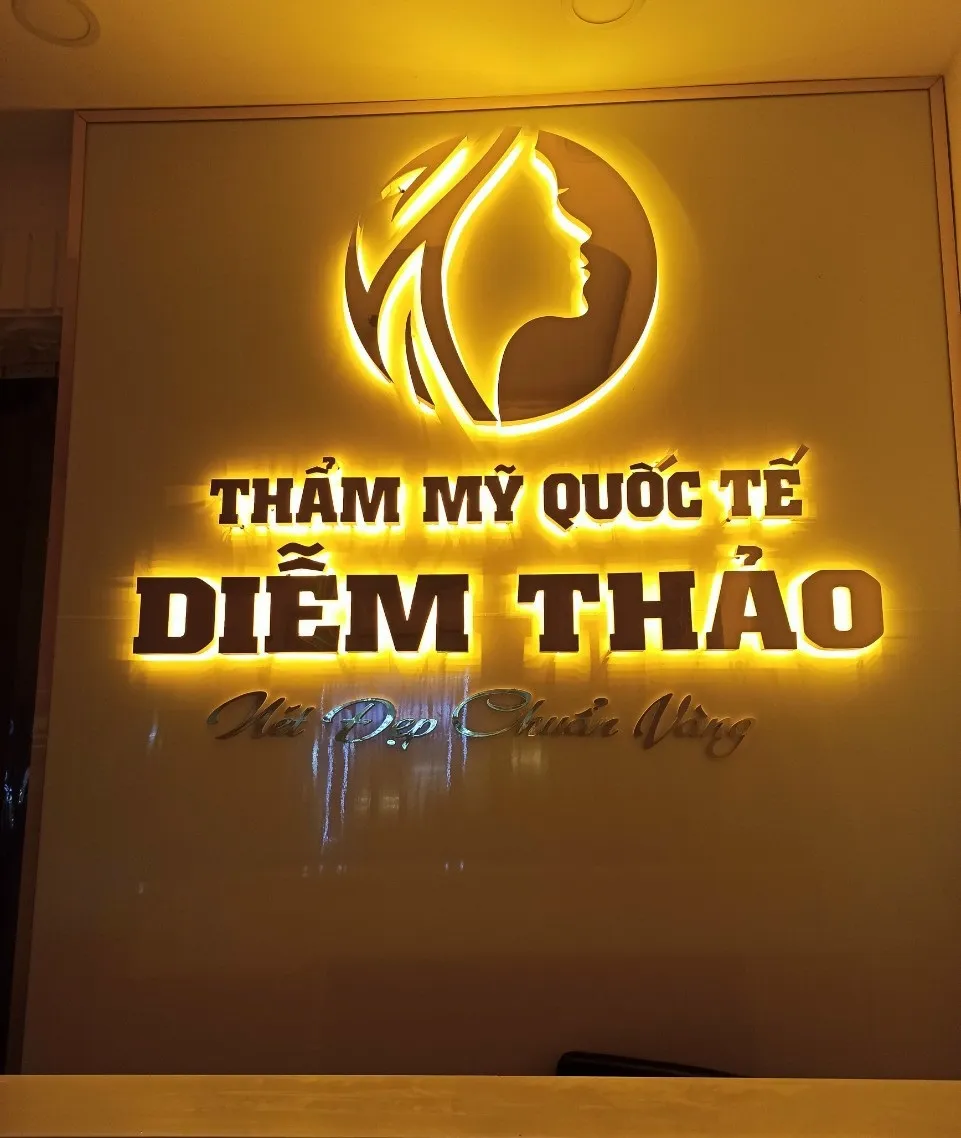 THẨM MỸ QUỐC TẾ
DIỄM THẢO
Nét Đẹp Chuẩn Vàng